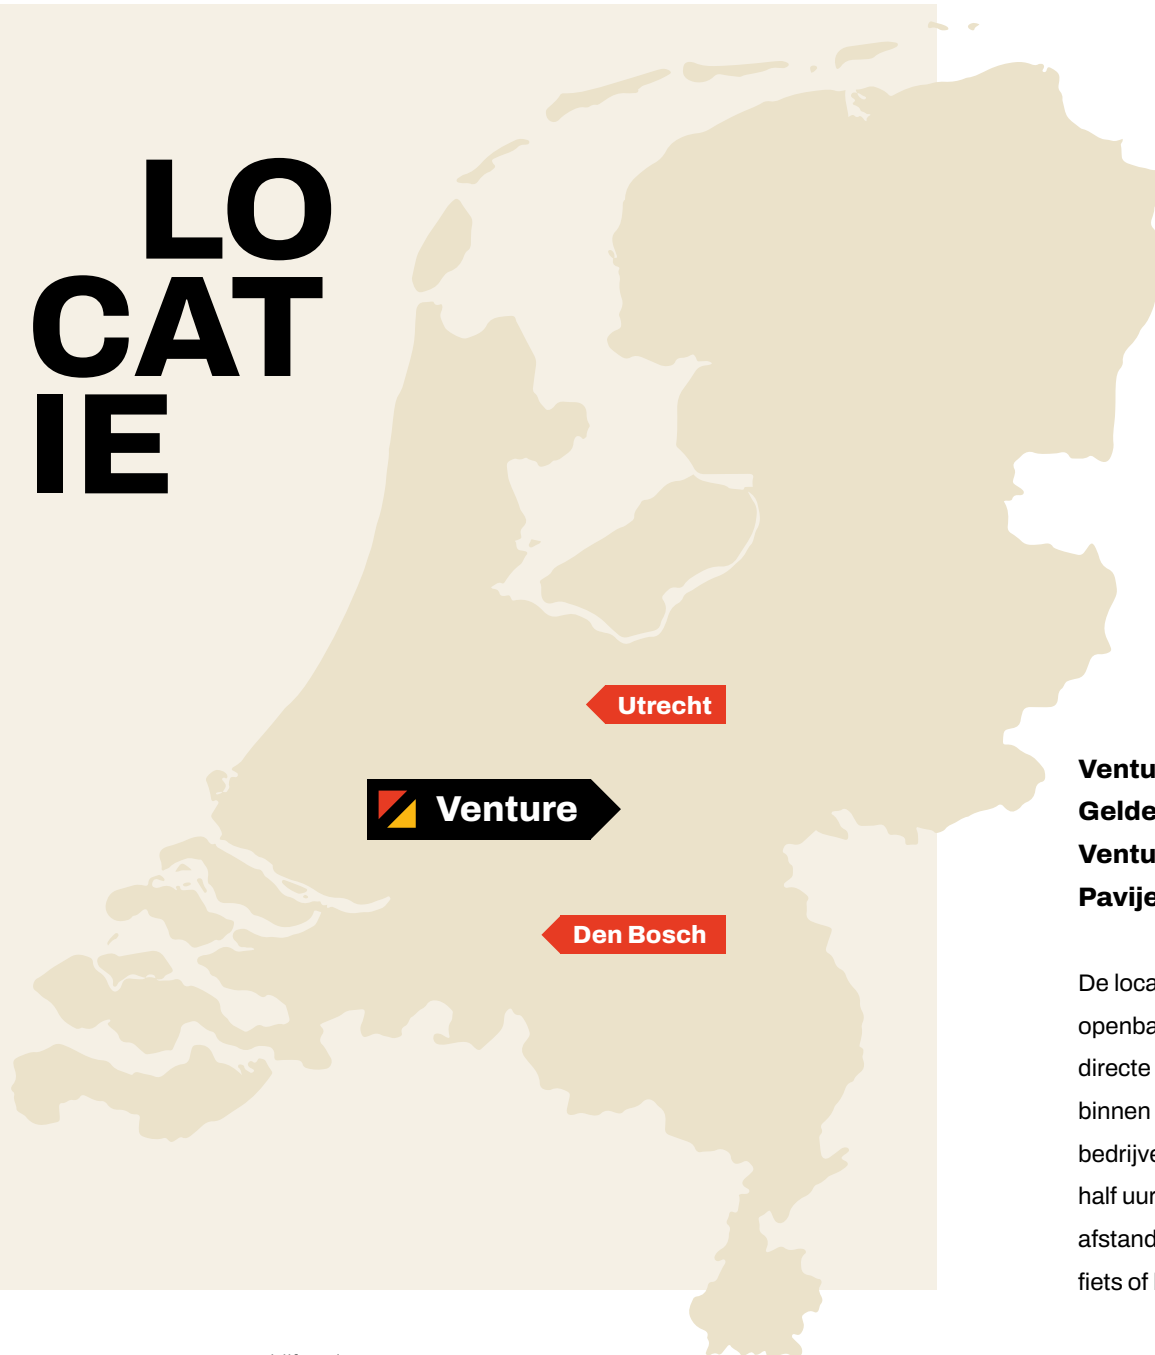 LO
CAT
IE
Utrecht
Venture
Den Bosch
Ventu
Gelde
Ventu
Pavije
De loca
openba
directe
binnen
bedrijve
half uur
afstand
fiets of